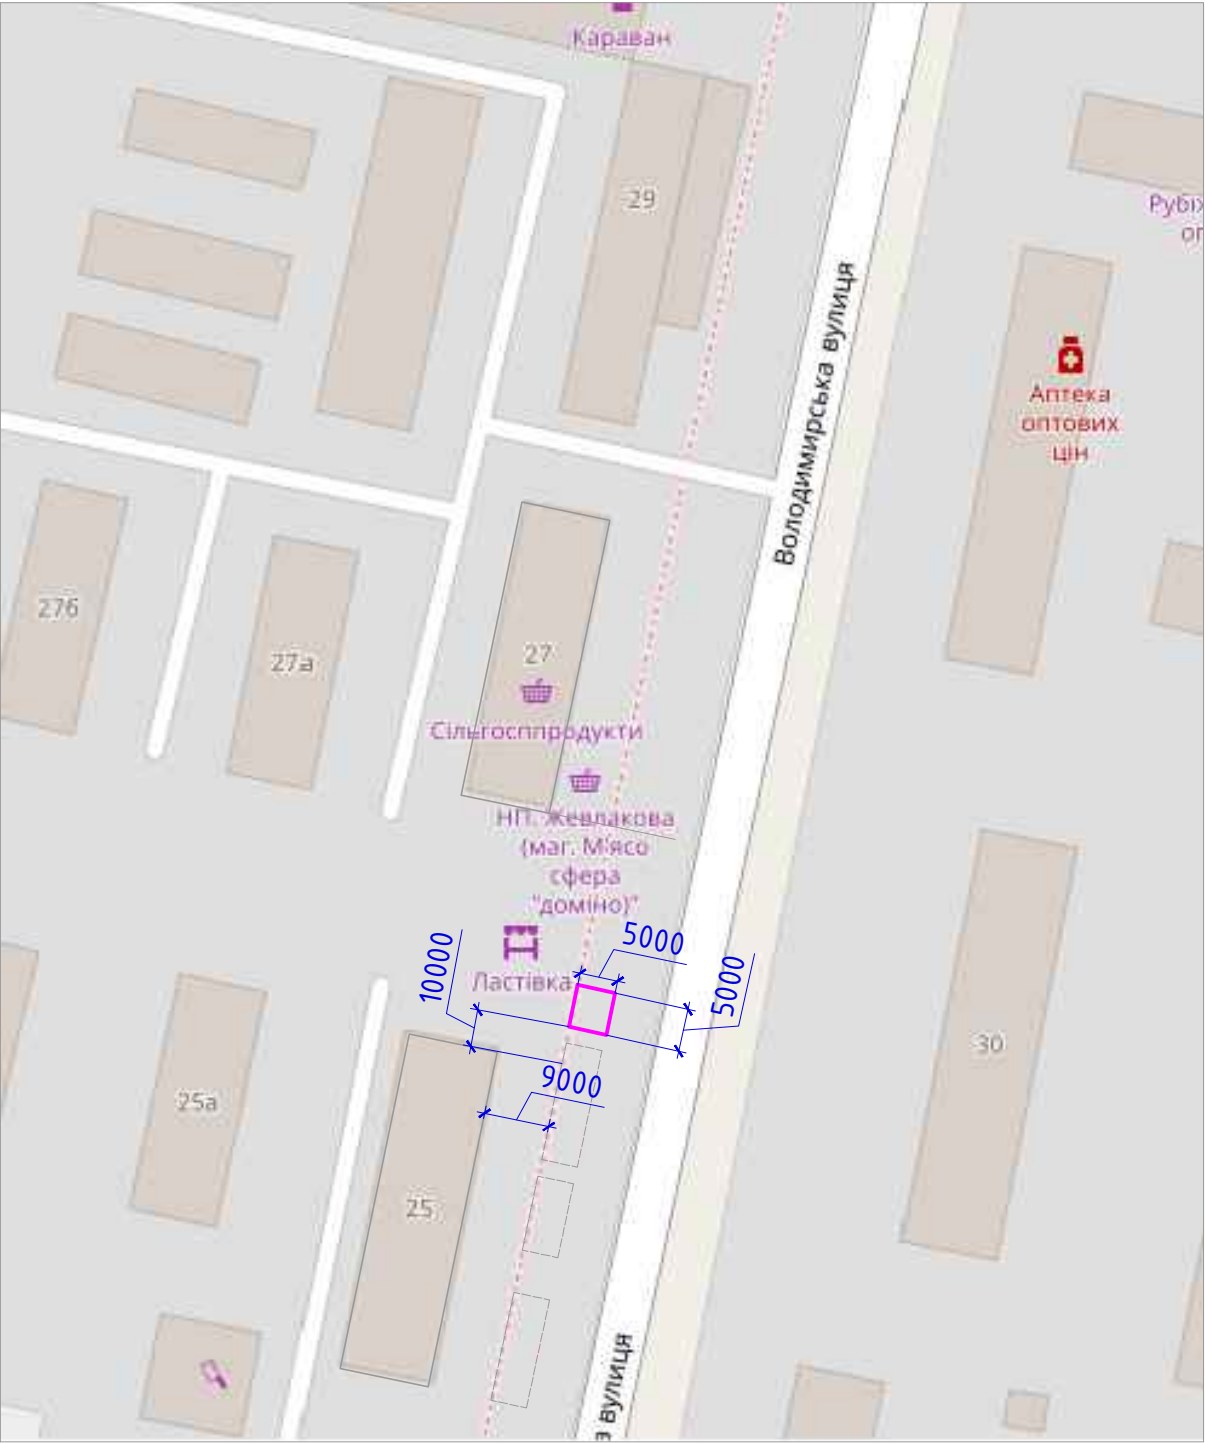 Караван
29
Рубіж
оп
Володимирська вулиця
Аптека
оптових
цін
27б
27а
27
Сільгосппродукти
НП. Жевлакова
(маг. М'ясо
сфера
"доміно)"
Ластівка
5000
10000
5000
9000
30
25а
25
а вулиця